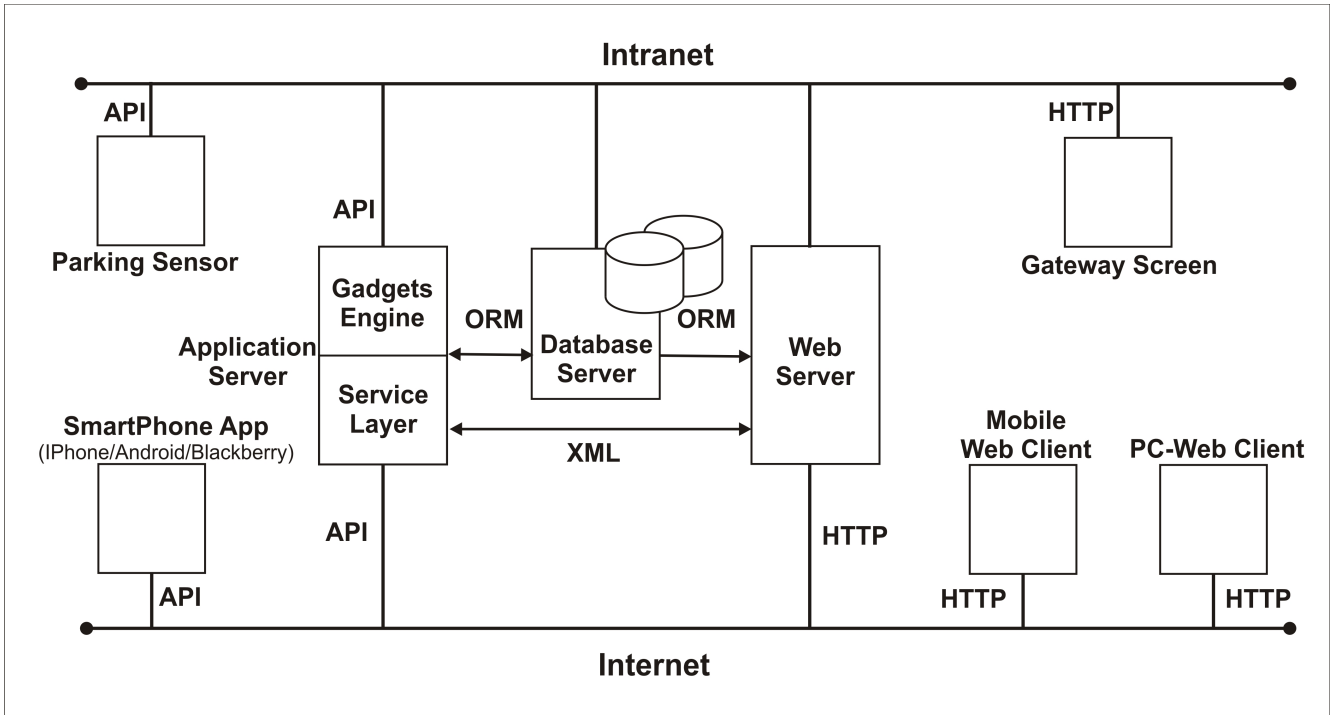 Intranet
API
HTTP
Parking Sensor
API
Gateway Screen
Gadgets
Engine
ORM
ORM
Application
Server
Database
Server
Web
Server
Service
Layer
XML
SmartPhone App
(IPhone/Android/Blackberry)
Mobile
Web Client
PC-Web Client
API
HTTP
API
HTTP
HTTP
Internet